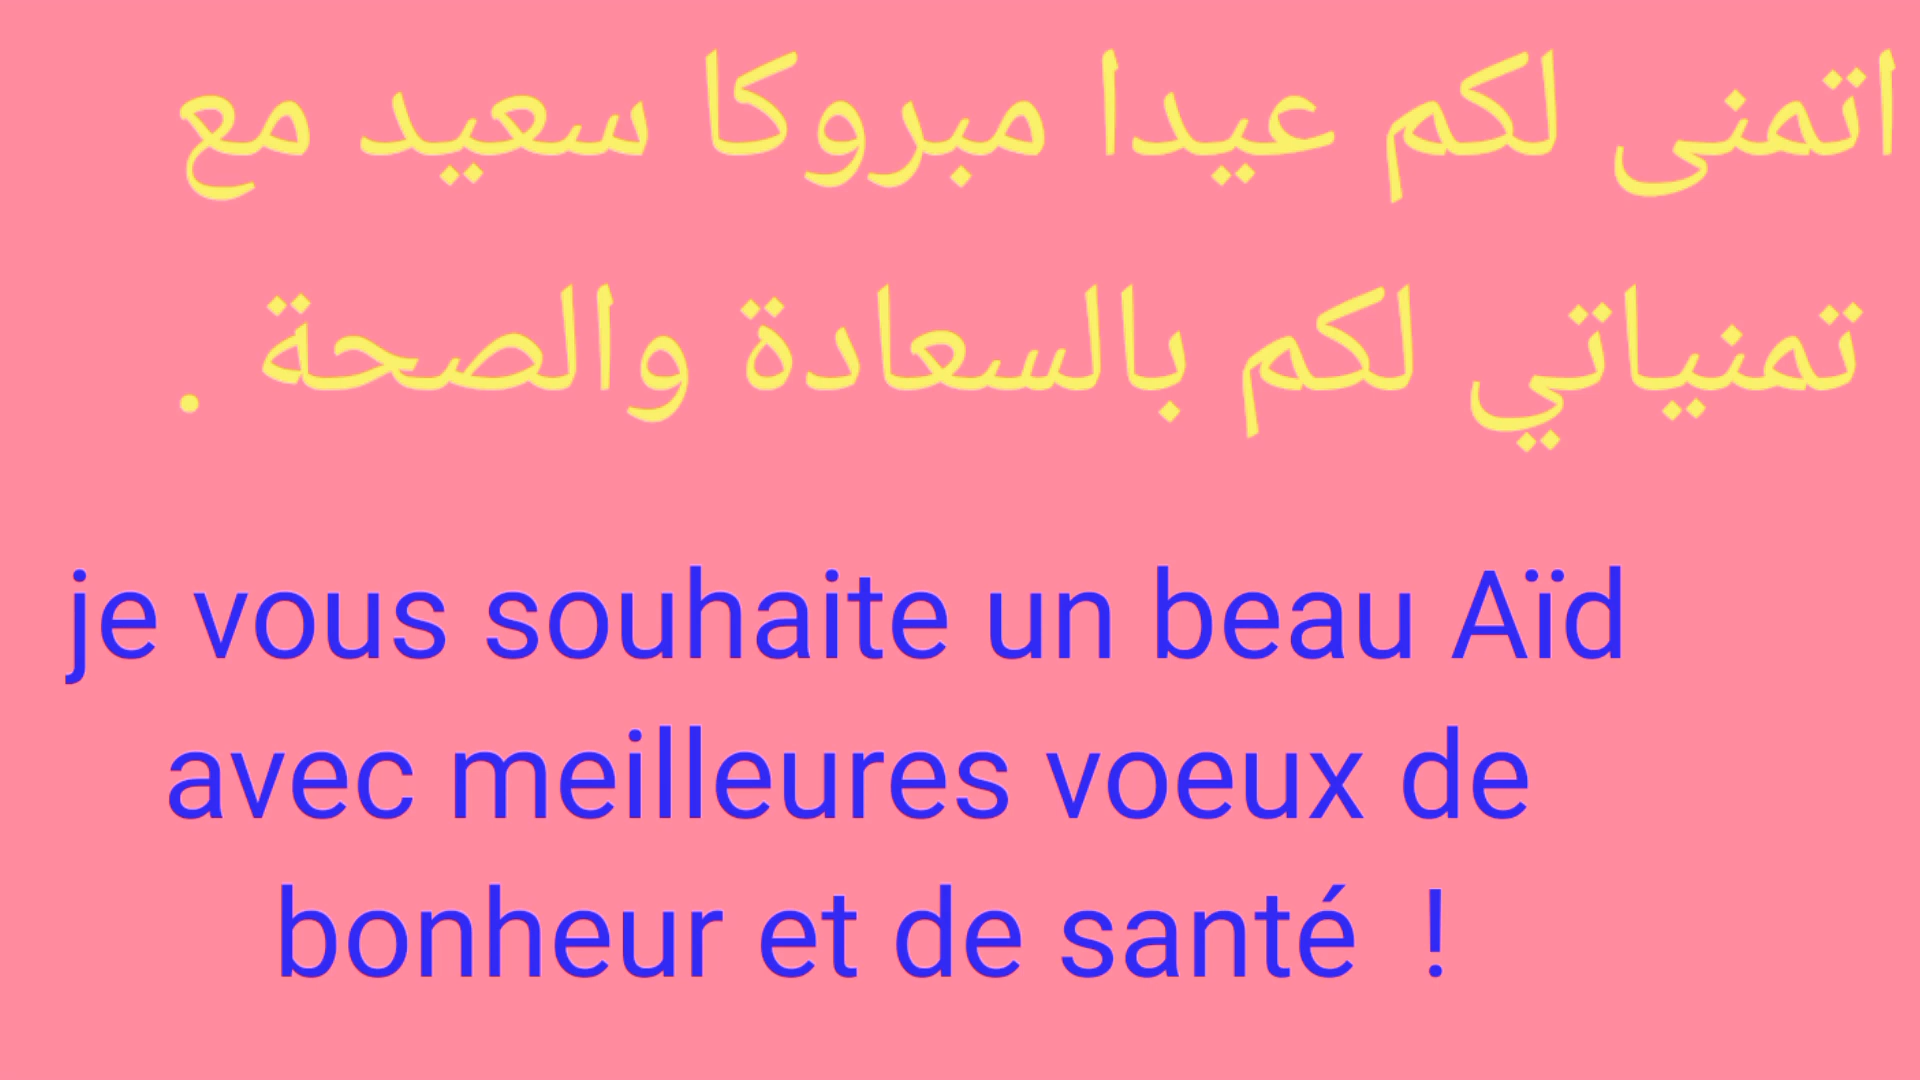 اتمنى لكم عيدا مبروكا سعيد مع
تمنياتي لكم بالسعادة والصحة .
je vous souhaite un beau Aïd
avec meilleures voeux de
bonheur et de santé !